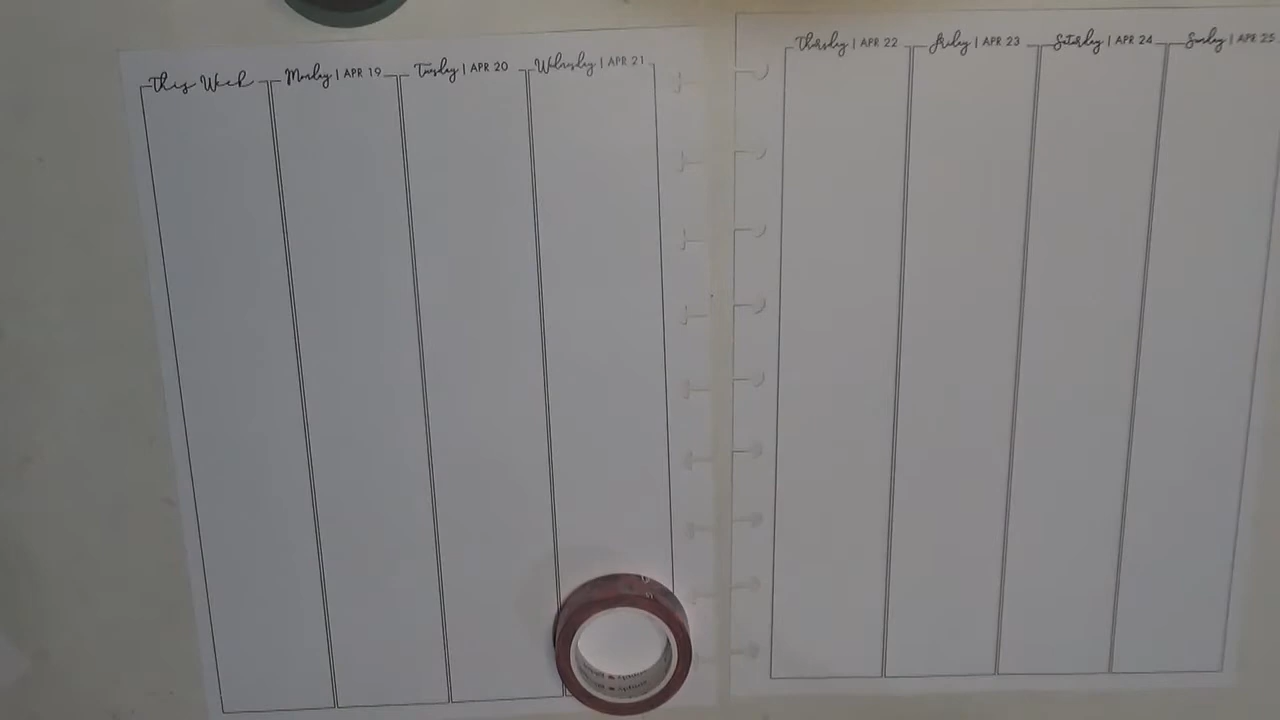 This Week
Monday | APR 19
Tuesday | APR 20
Wednesday | APR 21
Thursday | APR 22
Friday | APR 23
Saturday | APR 24
Sunday | APR 25